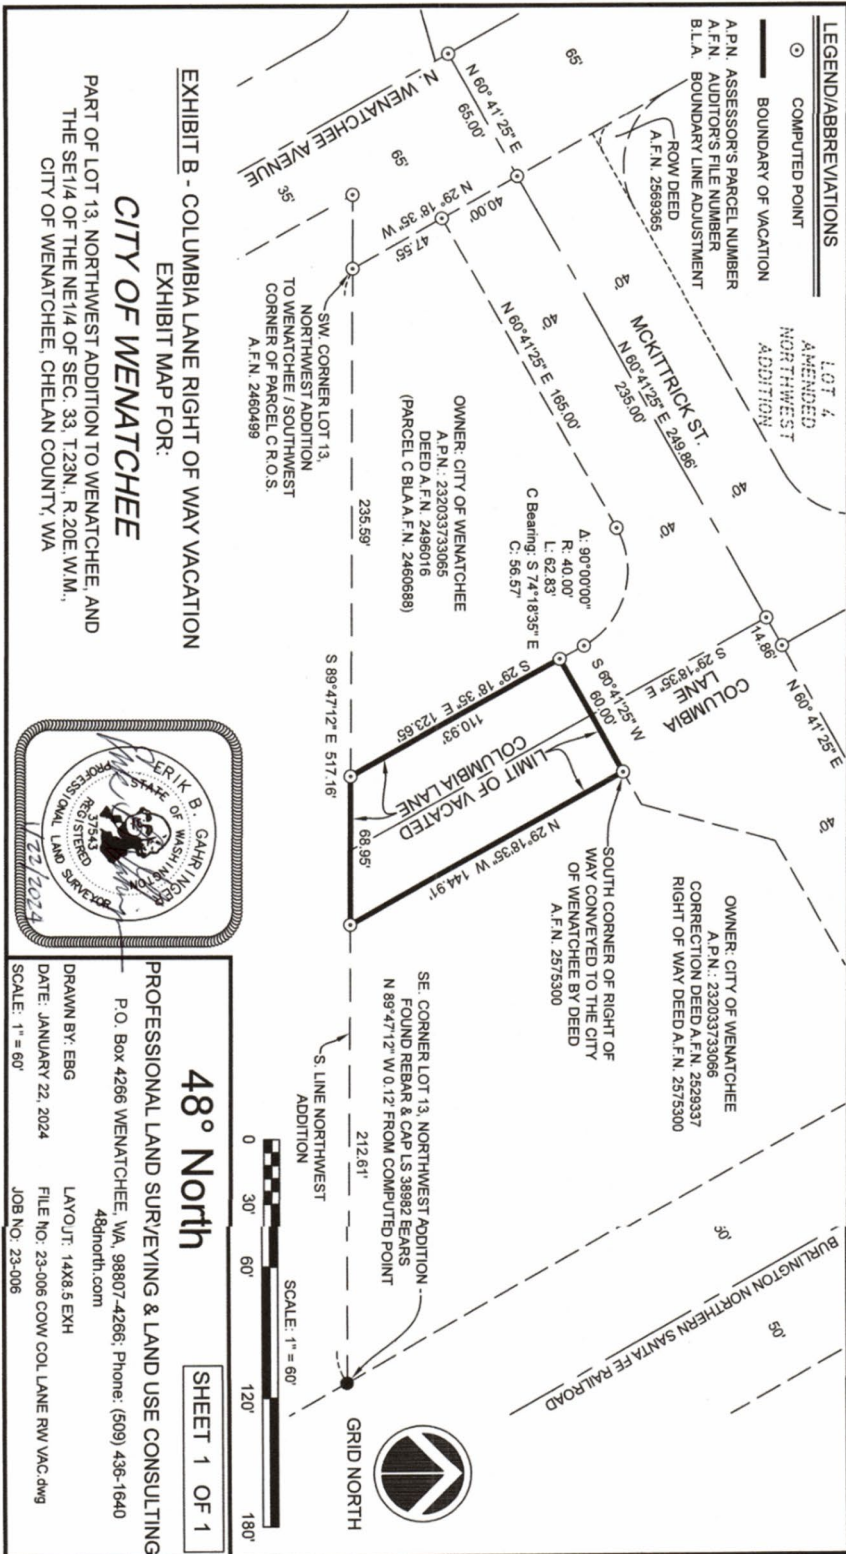 LEGEND/ABBREVIATIONS
COMPUTED POINT
BOUNDARY OF VACATION
A.P.N. ASSESSOR'S PARCEL NUMBER
A.F.N. AUDITOR'S FILE NUMBER
B.L.A. BOUNDARY LINE ADJUSTMENT
LOT 4
AMENDED
NORTHWEST
ADDITION
ROW DEED
A.F.N. 2569365
65'
N 60° 41' 25" E
65.00'
N. WENATCHEE AVENUE
65'
35'
40.00'
N 29° 18' 35" W
47.55'
40'
40'
MCKITTRICK ST.
N 60°41'25" E 249.86'
235.00'
40'
40'
N 60°41'25" E 165.00'
14.86'
N 60° 41'25" E
40'
S 29°18'35" E
COLUMBIA
LANE
Δ: 90°00'00"
R: 40.00'
L: 62.83'
C Bearing: S 74°18'35" E
C: 56.57'
S 60°41'25" W
60.00'
OWNER: CITY OF WENATCHEE
A.P.N.: 232033733065
DEED A.F.N. 2496016
(PARCEL C BLA A.F.N. 2460688)
OWNER: CITY OF WENATCHEE
A.P.N.: 232033733066
CORRECTION DEED A.F.N. 2529337
RIGHT OF WAY DEED A.F.N. 2575300
SOUTH CORNER OF RIGHT OF
WAY CONVEYED TO THE CITY
OF WENATCHEE BY DEED
A.F.N. 2575300
S 29° 18' 35" E 123.65'
110.93'
LIMIT OF VACATED
COLUMBIA LANE
N 29°18'35" W 144.91'
68.95'
SW. CORNER LOT 13,
NORTHWEST ADDITION
TO WENATCHEE / SOUTHWEST
CORNER OF PARCEL C R.O.S.
A.F.N. 2460499
235.59'
S 89°47'12" E 517.16'
212.61'
S. LINE NORTHWEST
ADDITION
SE. CORNER LOT 13, NORTHWEST ADDITION
FOUND REBAR & CAP LS 38982 BEARS
N 89°47'12" W 0.12' FROM COMPUTED POINT
50'
BURLINGTON NORTHERN SANTA FE RAILROAD
50'
GRID NORTH
EXHIBIT B - COLUMBIA LANE RIGHT OF WAY VACATION
EXHIBIT MAP FOR:
CITY OF WENATCHEE
PART OF LOT 13, NORTHWEST ADDITION TO WENATCHEE, AND
THE SE1/4 OF THE NE1/4 OF SEC. 33, T.23N., R.20E.W.M.,
CITY OF WENATCHEE, CHELAN COUNTY, WA
ERIK B. GAHRINGER
STATE OF WASHINGTON
37543
REGISTERED
PROFESSIONAL LAND SURVEYOR
1/22/2024
SCALE: 1" = 60'
0 30' 60' 120' 180'
48° North
SHEET 1 OF 1
PROFESSIONAL LAND SURVEYING & LAND USE CONSULTING
P.O. Box 4266 WENATCHEE, WA, 98807-4266; Phone: (509) 436-1640
48dnorth.com
DRAWN BY: EBG
LAYOUT: 14X8.5 EXH
DATE: JANUARY 22, 2024
FILE NO: 23-006 COW COL LANE RW VAC.dwg
SCALE: 1" = 60'
JOB NO: 23-006